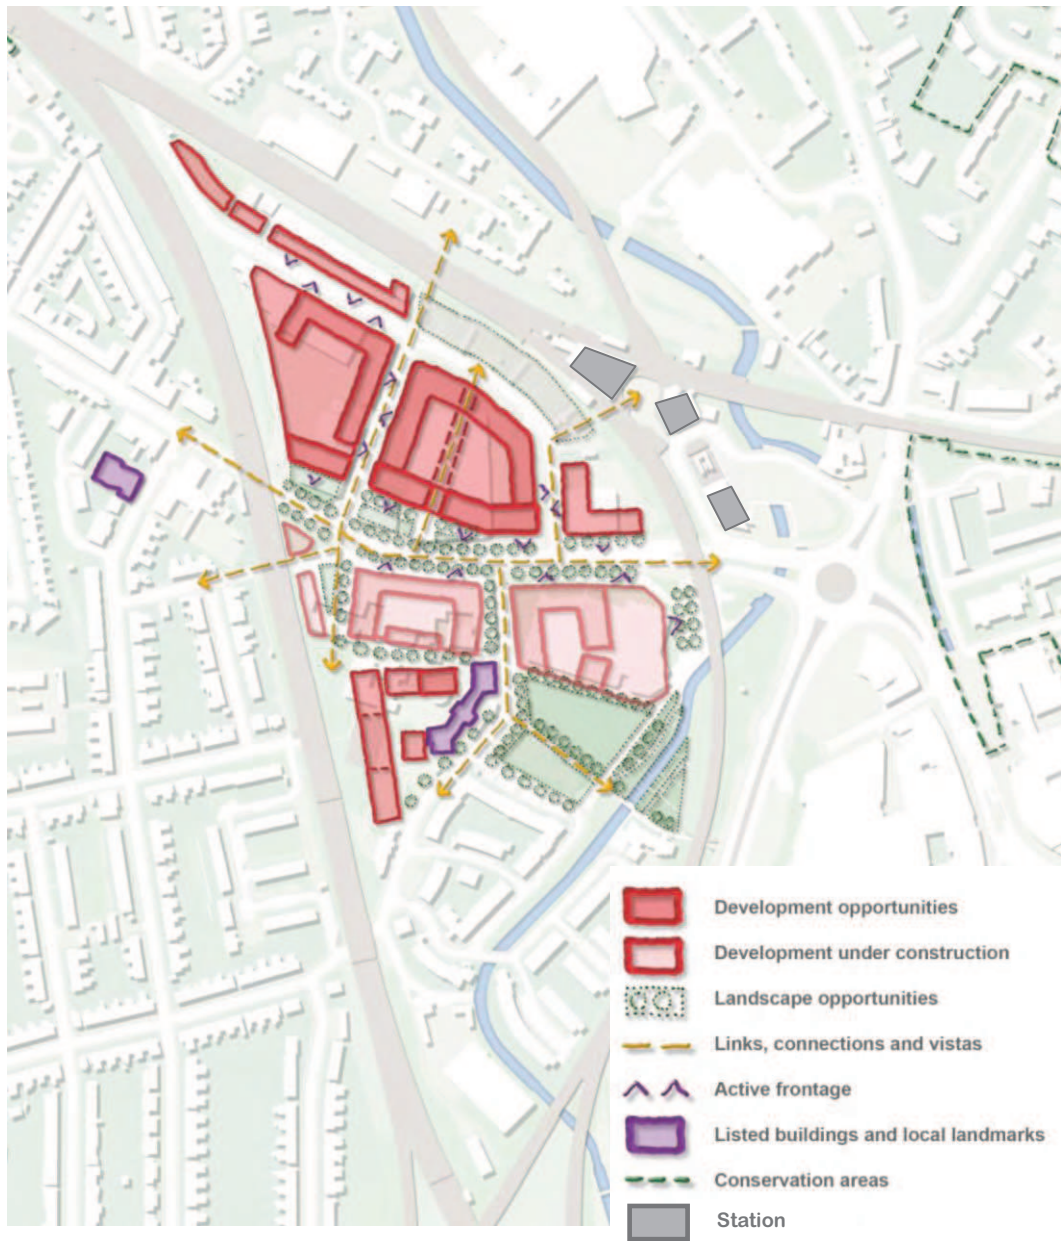 Development opportunities
Development under construction
Landscape opportunities
Links, connections and vistas
Active frontage
Listed buildings and local landmarks
Conservation areas
Station